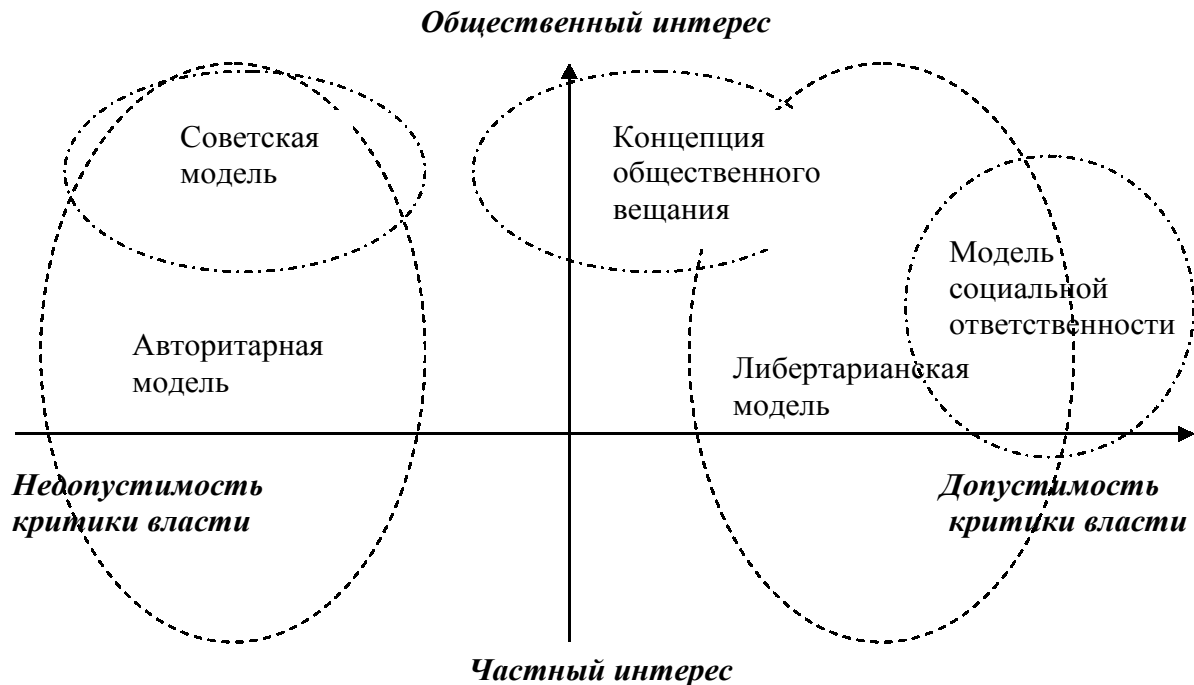 Общественный интерес
Советская
модель
Концепция
общественного
вещания
Модель
социальной
ответственности
Авторитарная
модель
Либертарианская
модель
Недопустимость
критики власти
Допустимость
критики власти
Частный интерес